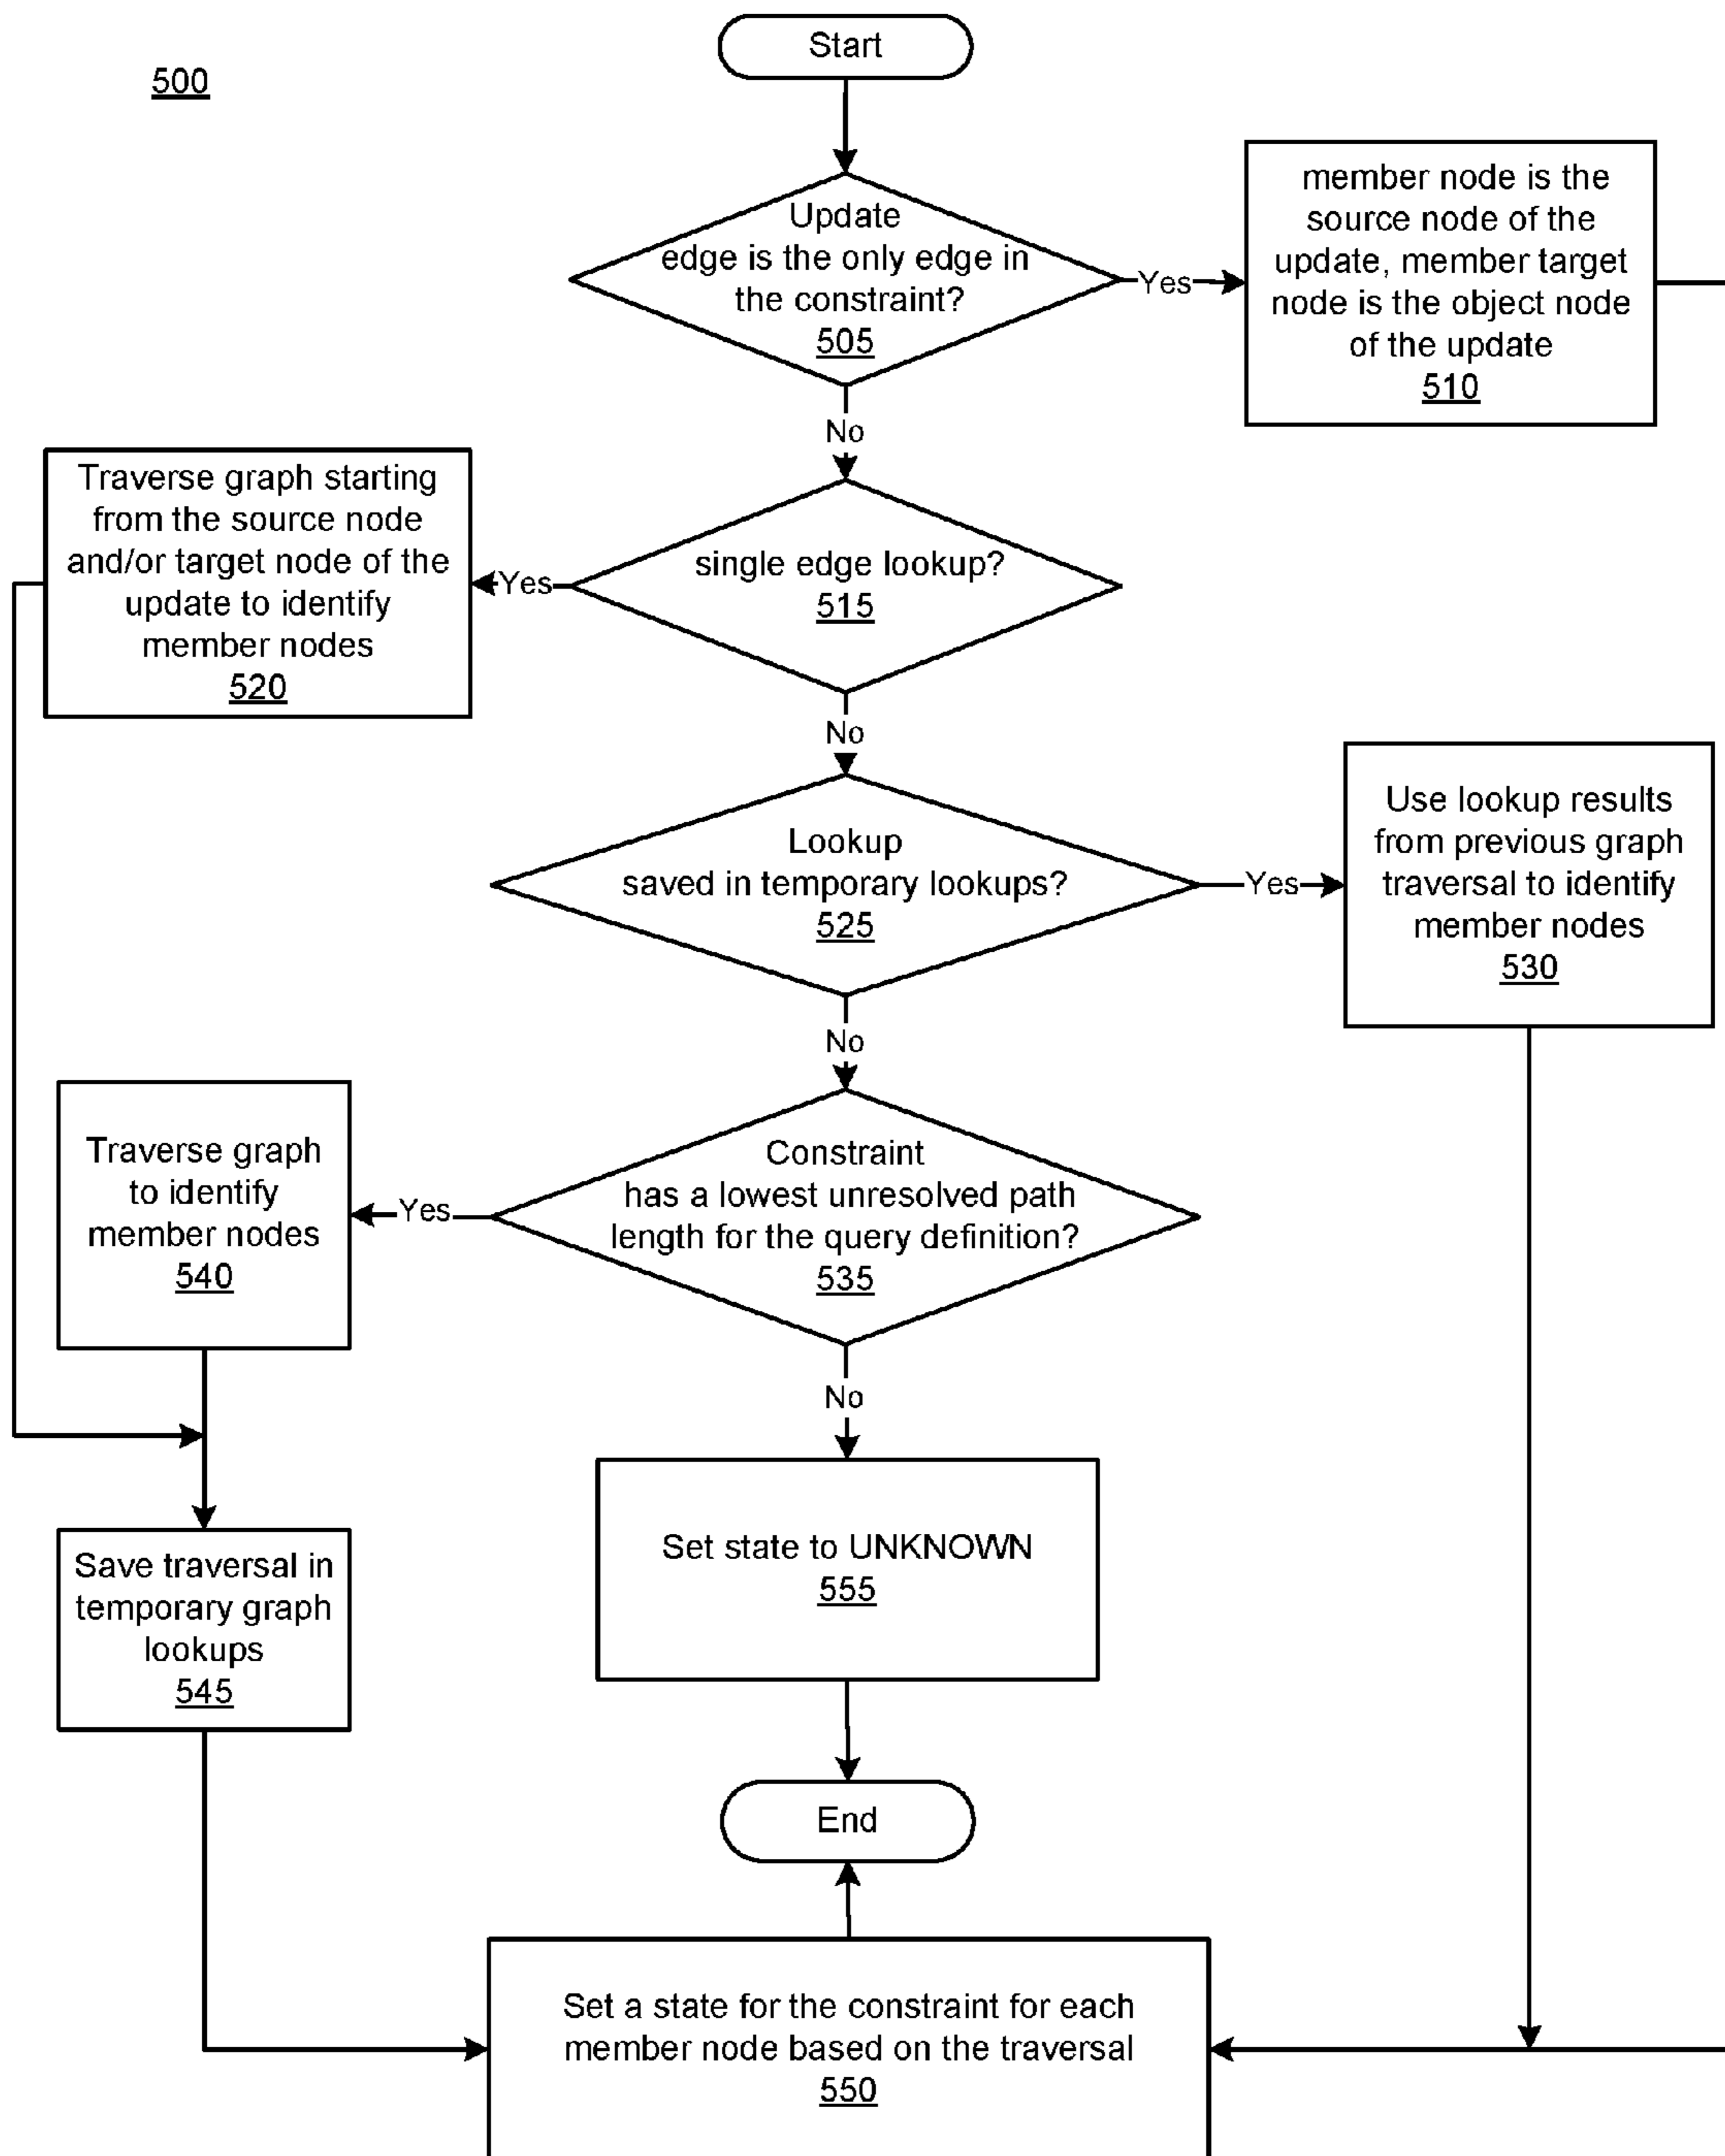 500
Start
Update
edge is the only edge in
the constraint?
505
Yes
member node is the
source node of the
update, member target
node is the object node
of the update
510
No
Traverse graph starting
from the source node
and/or target node of the
update to identify
member nodes
520
Yes
single edge lookup?
515
No
Lookup
saved in temporary lookups?
525
Yes
Use lookup results
from previous graph
traversal to identify
member nodes
530
No
Traverse graph
to identify
member nodes
540
Yes
Constraint
has a lowest unresolved path
length for the query definition?
535
No
Save traversal in
temporary graph
lookups
545
Set state to UNKNOWN
555
End
Set a state for the constraint for each
member node based on the traversal
550